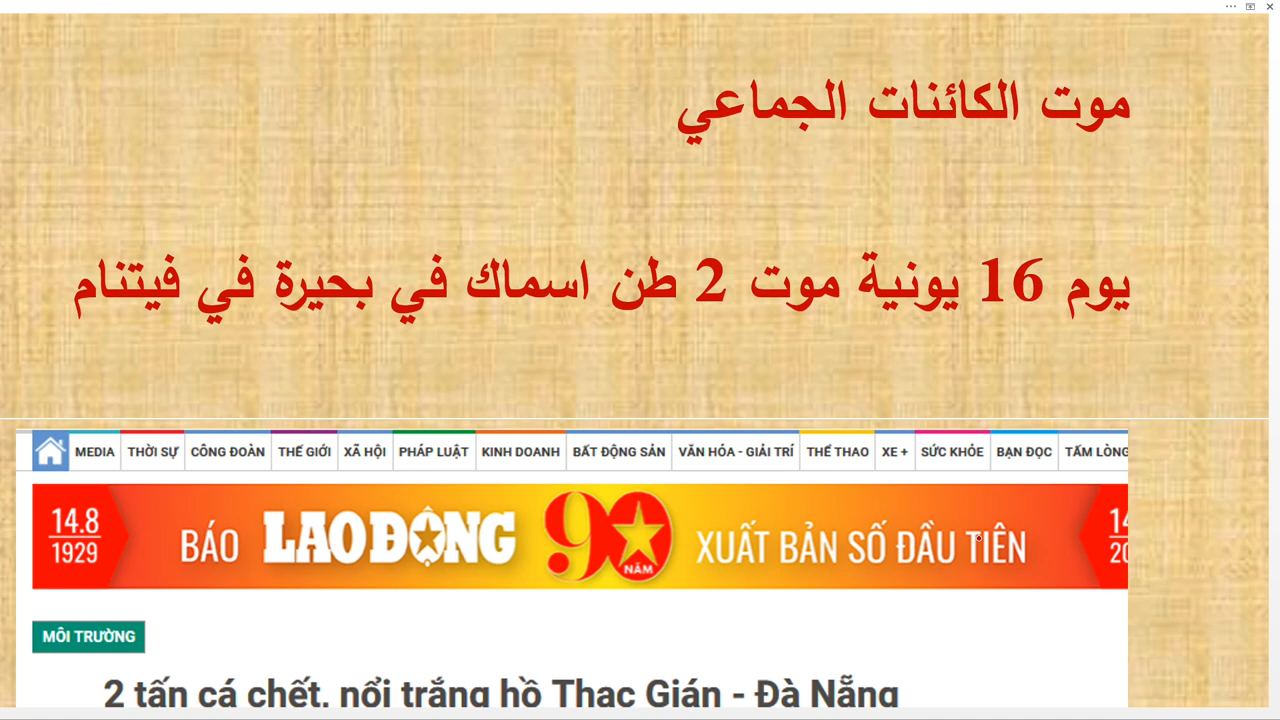 موت الكائنات الجماعي
يوم 16 يونية موت 2 طن اسماك في بحيرة في فيتنام
MEDIA THỜI SỰ CÔNG ĐOÀN THẾ GIỚI XÃ HỘI PHÁP LUẬT KINH DOANH BẤT ĐỘNG SẢN VĂN HÓA - GIẢI TRÍ THỂ THAO XE + SỨC KHỎE BẠN ĐỌC TẤM LÒNG
14.8
1929
BÁO LAO ĐỘNG 90 NĂM XUẤT BẢN SỐ ĐẦU TIÊN
MÔI TRƯỜNG
2 tấn cá chết, nổi trắng hồ Thạc Gián - Đà Nẵng